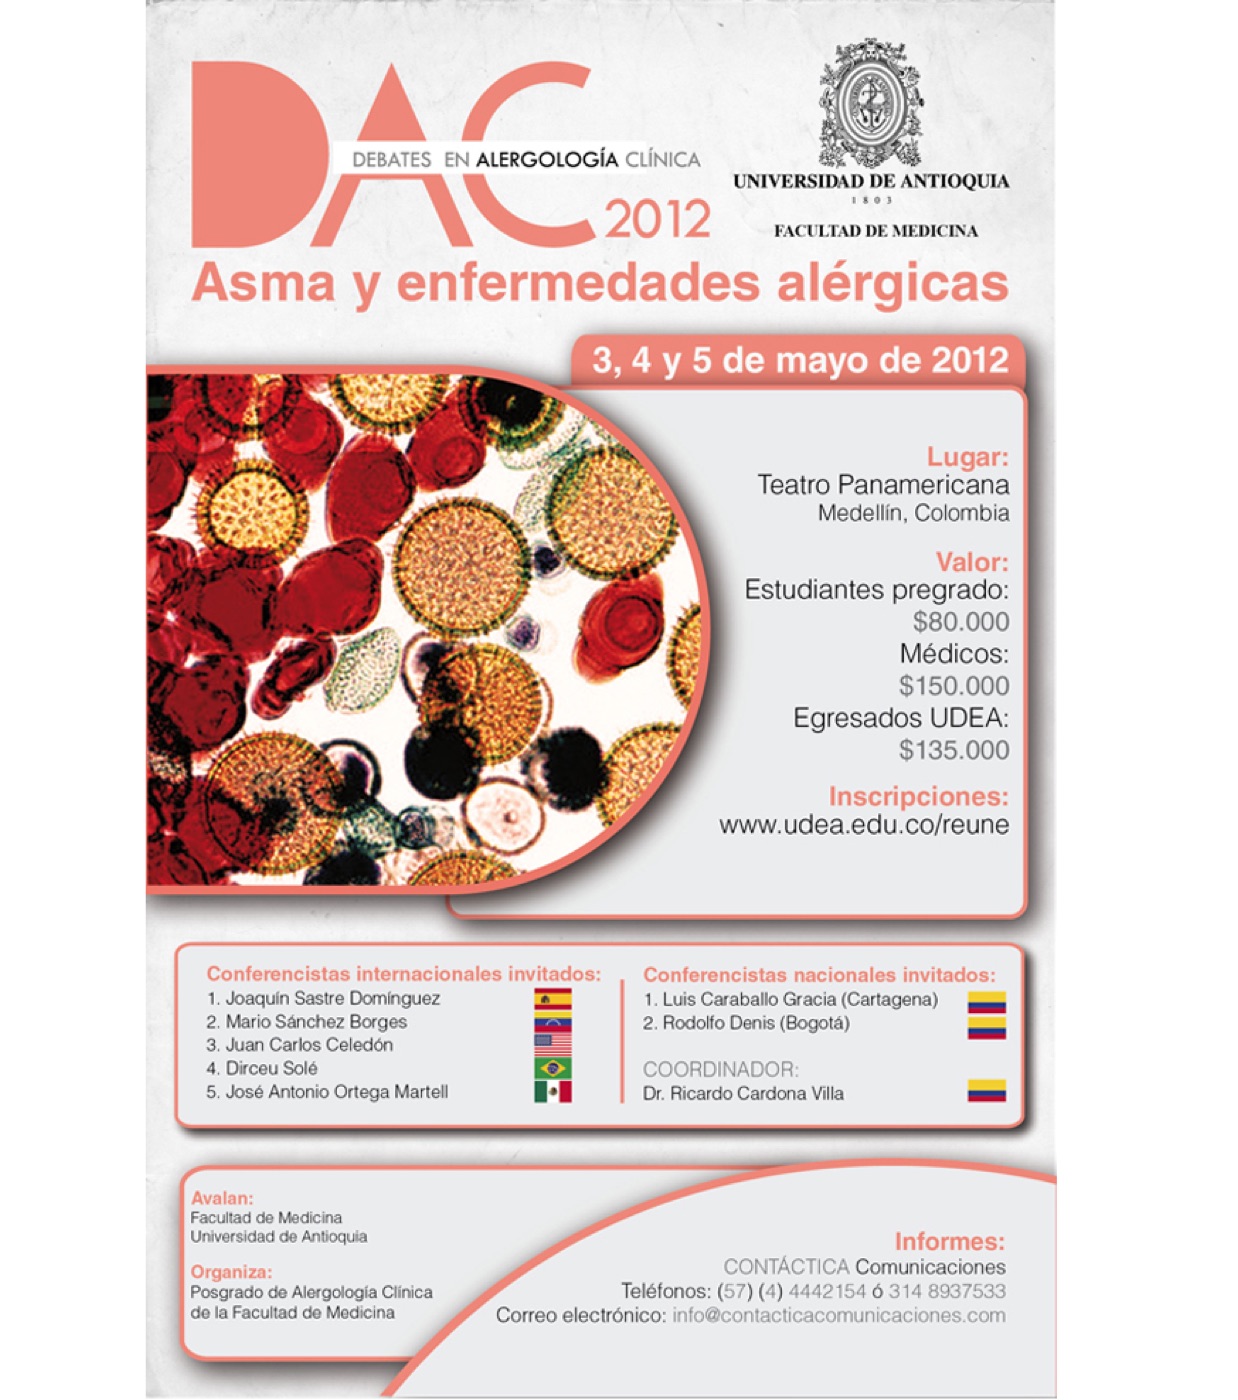 DAC
DEBATES EN ALERGOLOGÍA CLÍNICA
2012
UNIVERSIDAD DE ANTIOQUIA
1803
FACULTAD DE MEDICINA
Asma y enfermedades alérgicas
3, 4 y 5 de mayo de 2012
Lugar:
Teatro Panamericana
Medellín, Colombia
Valor:
Estudiantes pregrado:
$80.000
Médicos:
$150.000
Egresados UDEA:
$135.000
Inscripciones:
www.udea.edu.co/reune
Conferencistas internacionales invitados:
1. Joaquín Sastre Domínguez
2. Mario Sánchez Borges
3. Juan Carlos Celedón
4. Dirceu Solé
5. José Antonio Ortega Martell
Conferencistas nacionales invitados:
1. Luis Caraballo Gracia (Cartagena)
2. Rodolfo Denis (Bogotá)
COORDINADOR:
Dr. Ricardo Cardona Villa
Avalan:
Facultad de Medicina
Universidad de Antioquia
Organiza:
Posgrado de Alergología Clínica
de la Facultad de Medicina
Informes:
CONTÁCTICA Comunicaciones
Teléfonos: (57) (4) 4442154 ó 314 8937533
Correo electrónico: info@contacticacomunicaciones.com